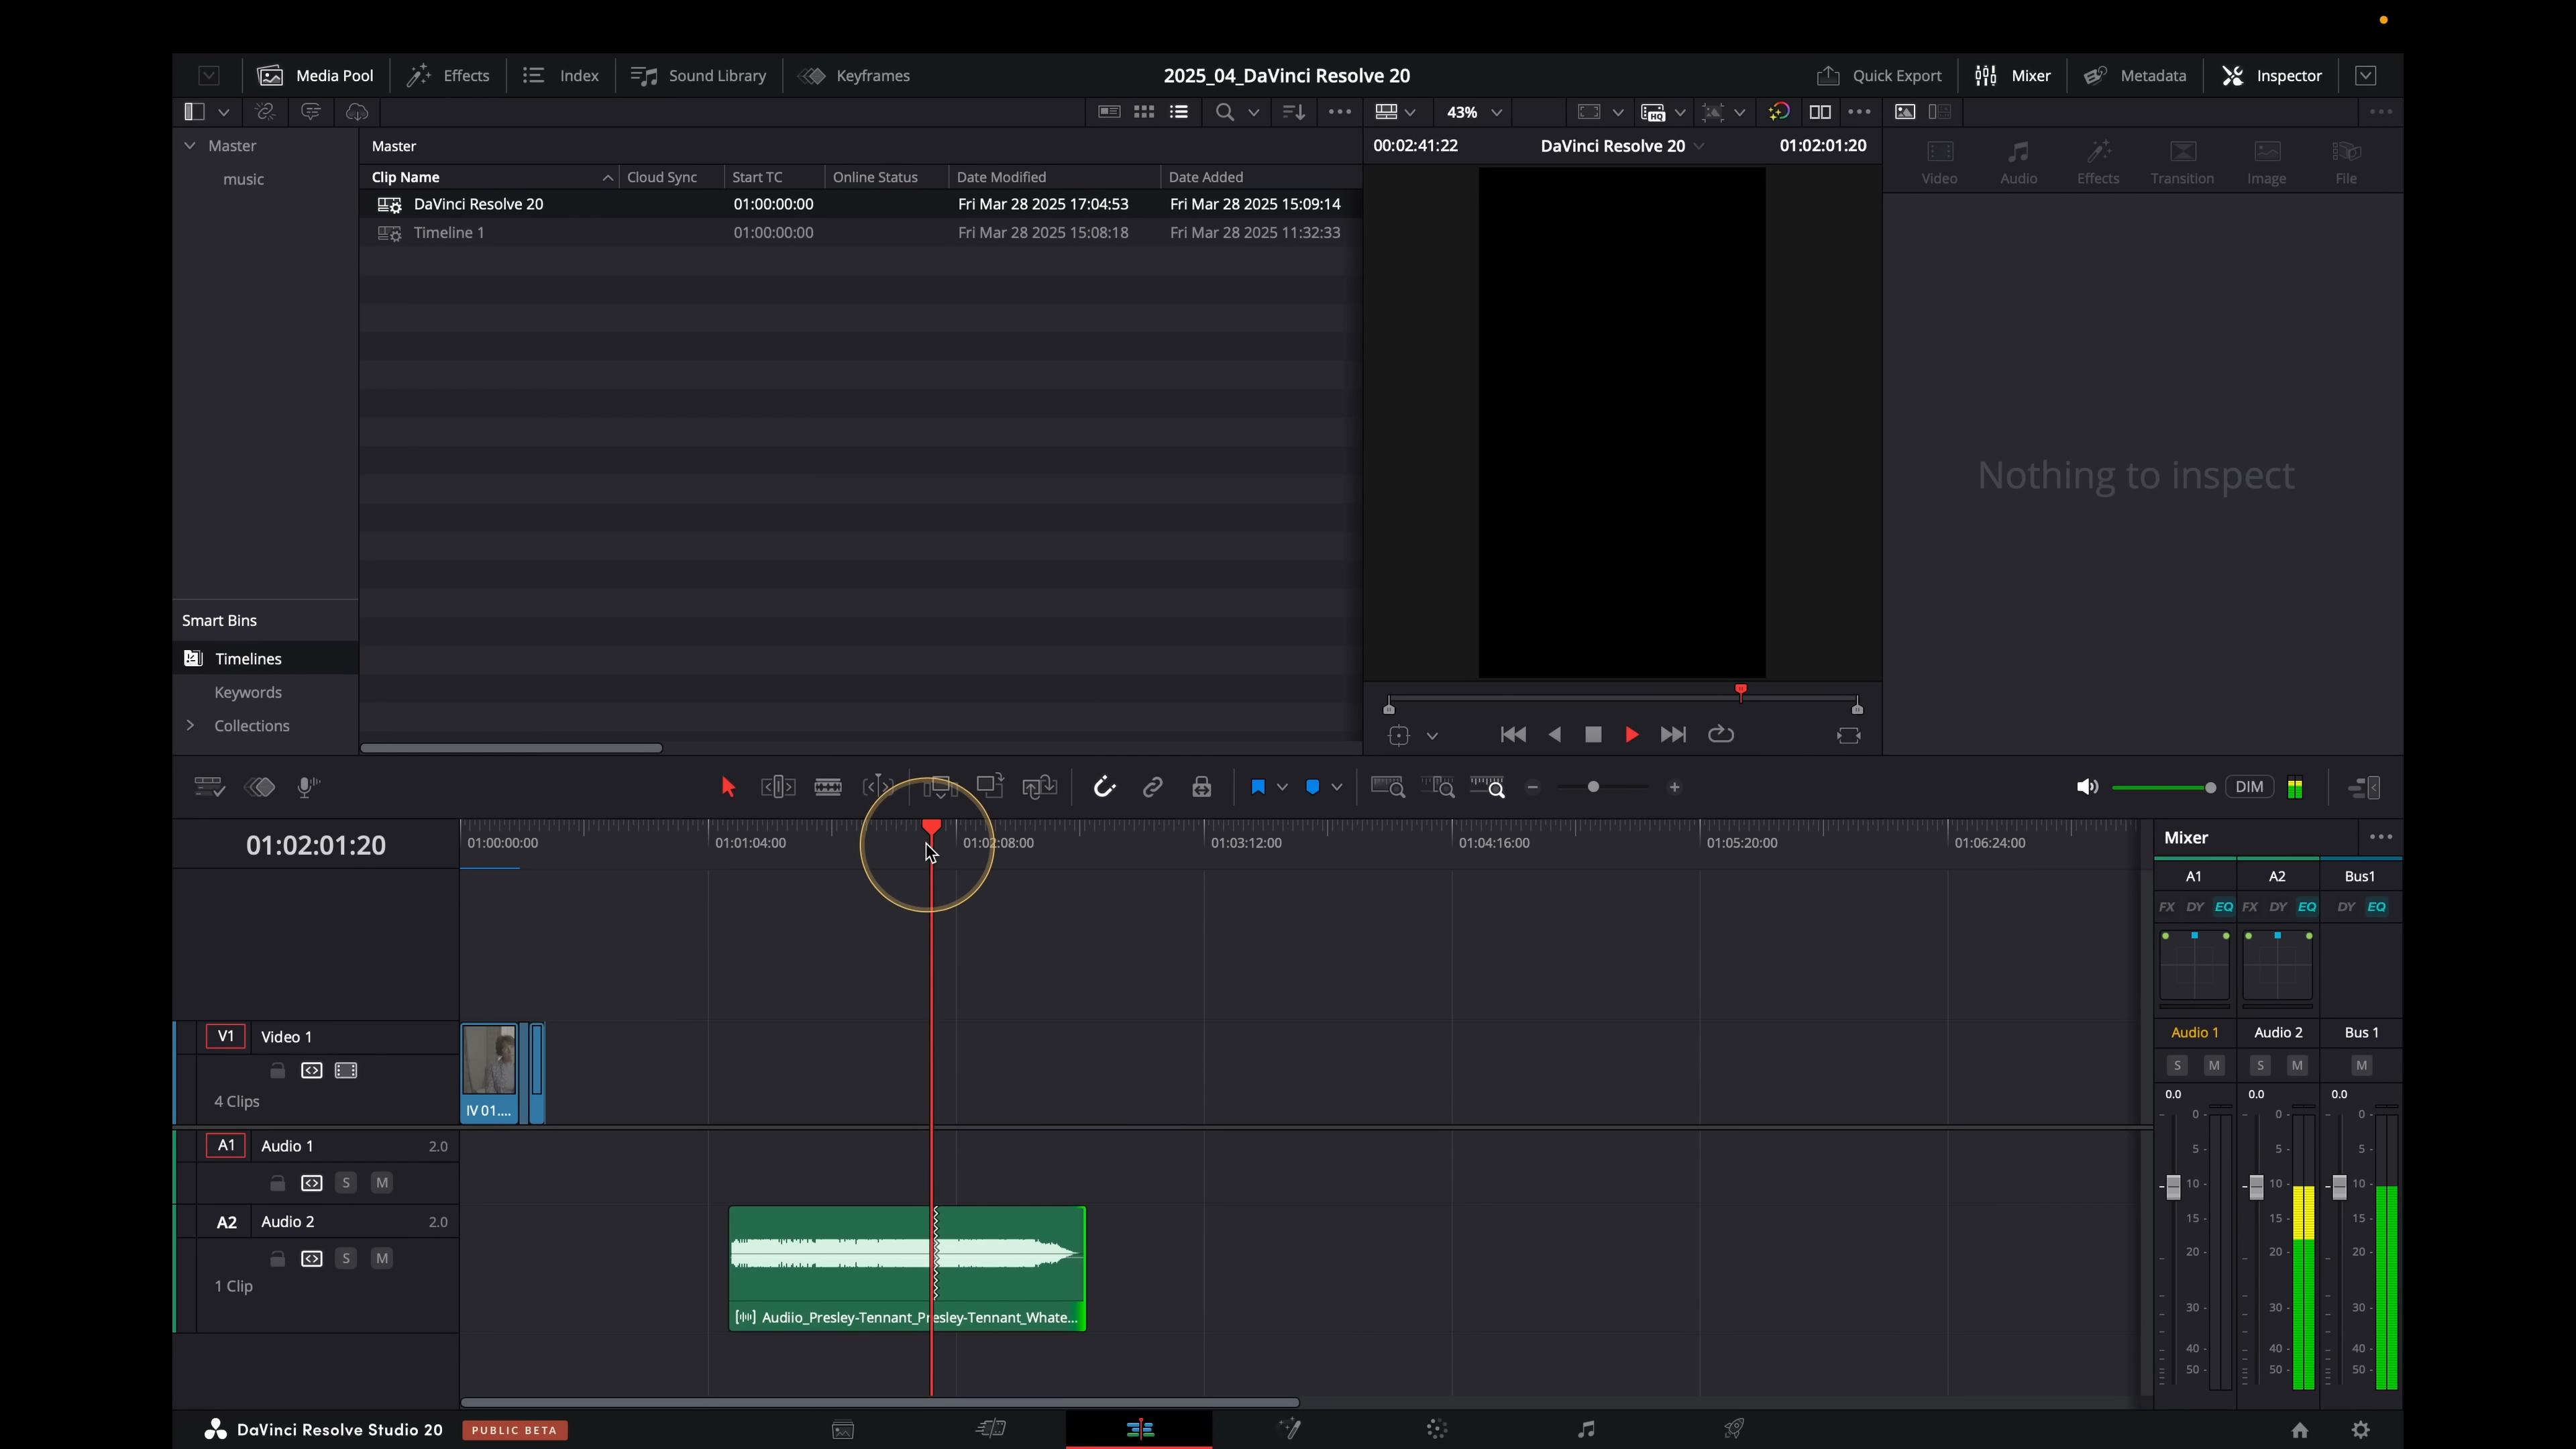 Media Pool Effects Index Sound Library Keyframes 2025_04_DaVinci Resolve 20 Quick Export Mixer Metadata Inspector
43%
Master Master 00:02:41:22 DaVinci Resolve 20 01:02:01:20
music Clip Name Cloud Sync Start TC Online Status Date Modified Date Added Video Audio Effects Transition Image File
DaVinci Resolve 20 01:00:00:00 Fri Mar 28 2025 17:04:53 Fri Mar 28 2025 15:09:14
Timeline 1 01:00:00:00 Fri Mar 28 2025 15:08:18 Fri Mar 28 2025 11:32:33
Nothing to inspect
Smart Bins
Timelines
Keywords
Collections
DIM
01:02:01:20 01:00:00:00 01:01:04:00 01:02:08:00 01:03:12:00 01:04:16:00 01:05:20:00 01:06:24:00 Mixer
A1 A2 Bus1
FX DY EQ FX DY EQ DY EQ
V1 Video 1 Audio 1 Audio 2 Bus 1
S M S M M
4 Clips IV 01.... 0.0 0.0 0.0
0 0 0
A1 Audio 1 2.0 5 5 5
S M 10 10 10
A2 Audio 2 2.0 15 15 15
S M 20 20 20
1 Clip 30 30 30
Audiio_Presley-Tennant_Presley-Tennant_Whate...
40 40 40
50 50 50
DaVinci Resolve Studio 20 PUBLIC BETA